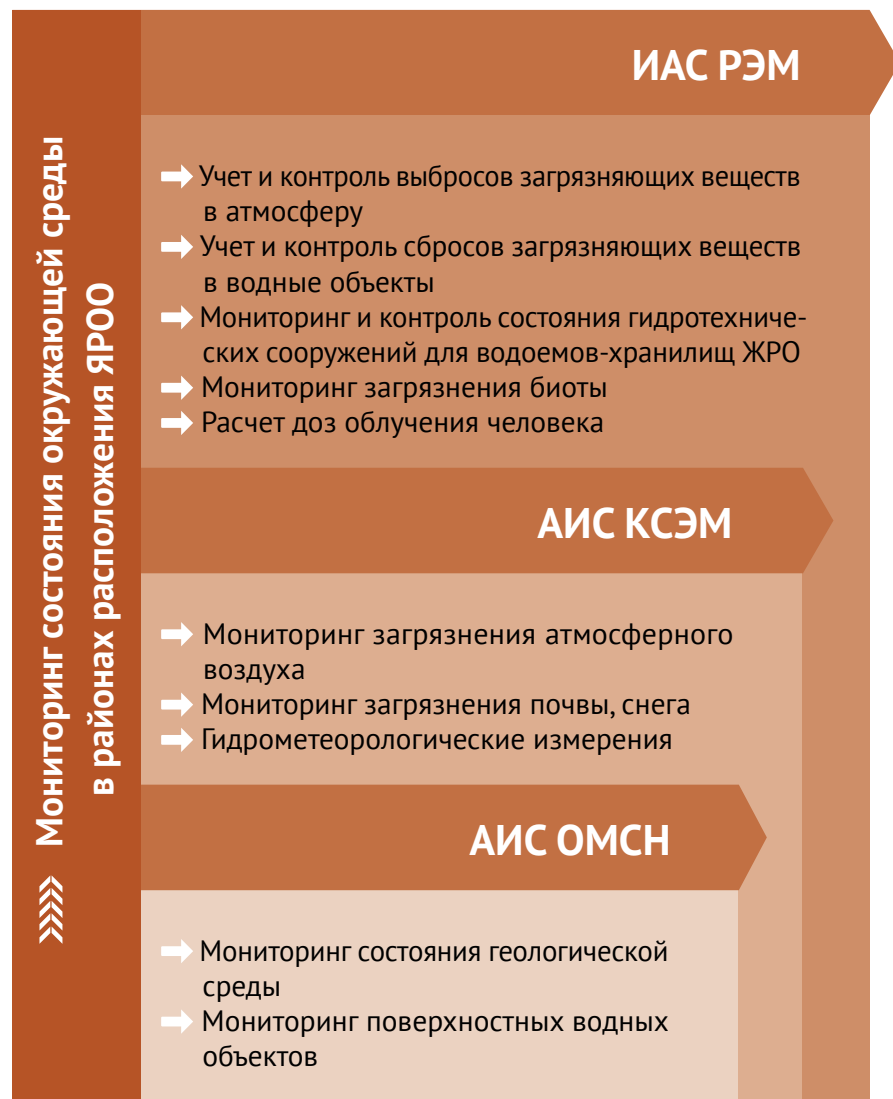 Мониторинг состояния окружающей среды
в районах расположения ЯРОО
ИАС РЭМ
Учет и контроль выбросов загрязняющих веществ
в атмосферу
Учет и контроль сбросов загрязняющих веществ
в водные объекты
Мониторинг и контроль состояния гидротехниче-
ских сооружений для водоемов-хранилищ ЖРО
Мониторинг загрязнения биоты
Расчет доз облучения человека
АИС КСЭМ
Мониторинг загрязнения атмосферного
воздуха
Мониторинг загрязнения почвы, снега
Гидрометеорологические измерения
АИС ОМСН
Мониторинг состояния геологической
среды
Мониторинг поверхностных водных
объектов